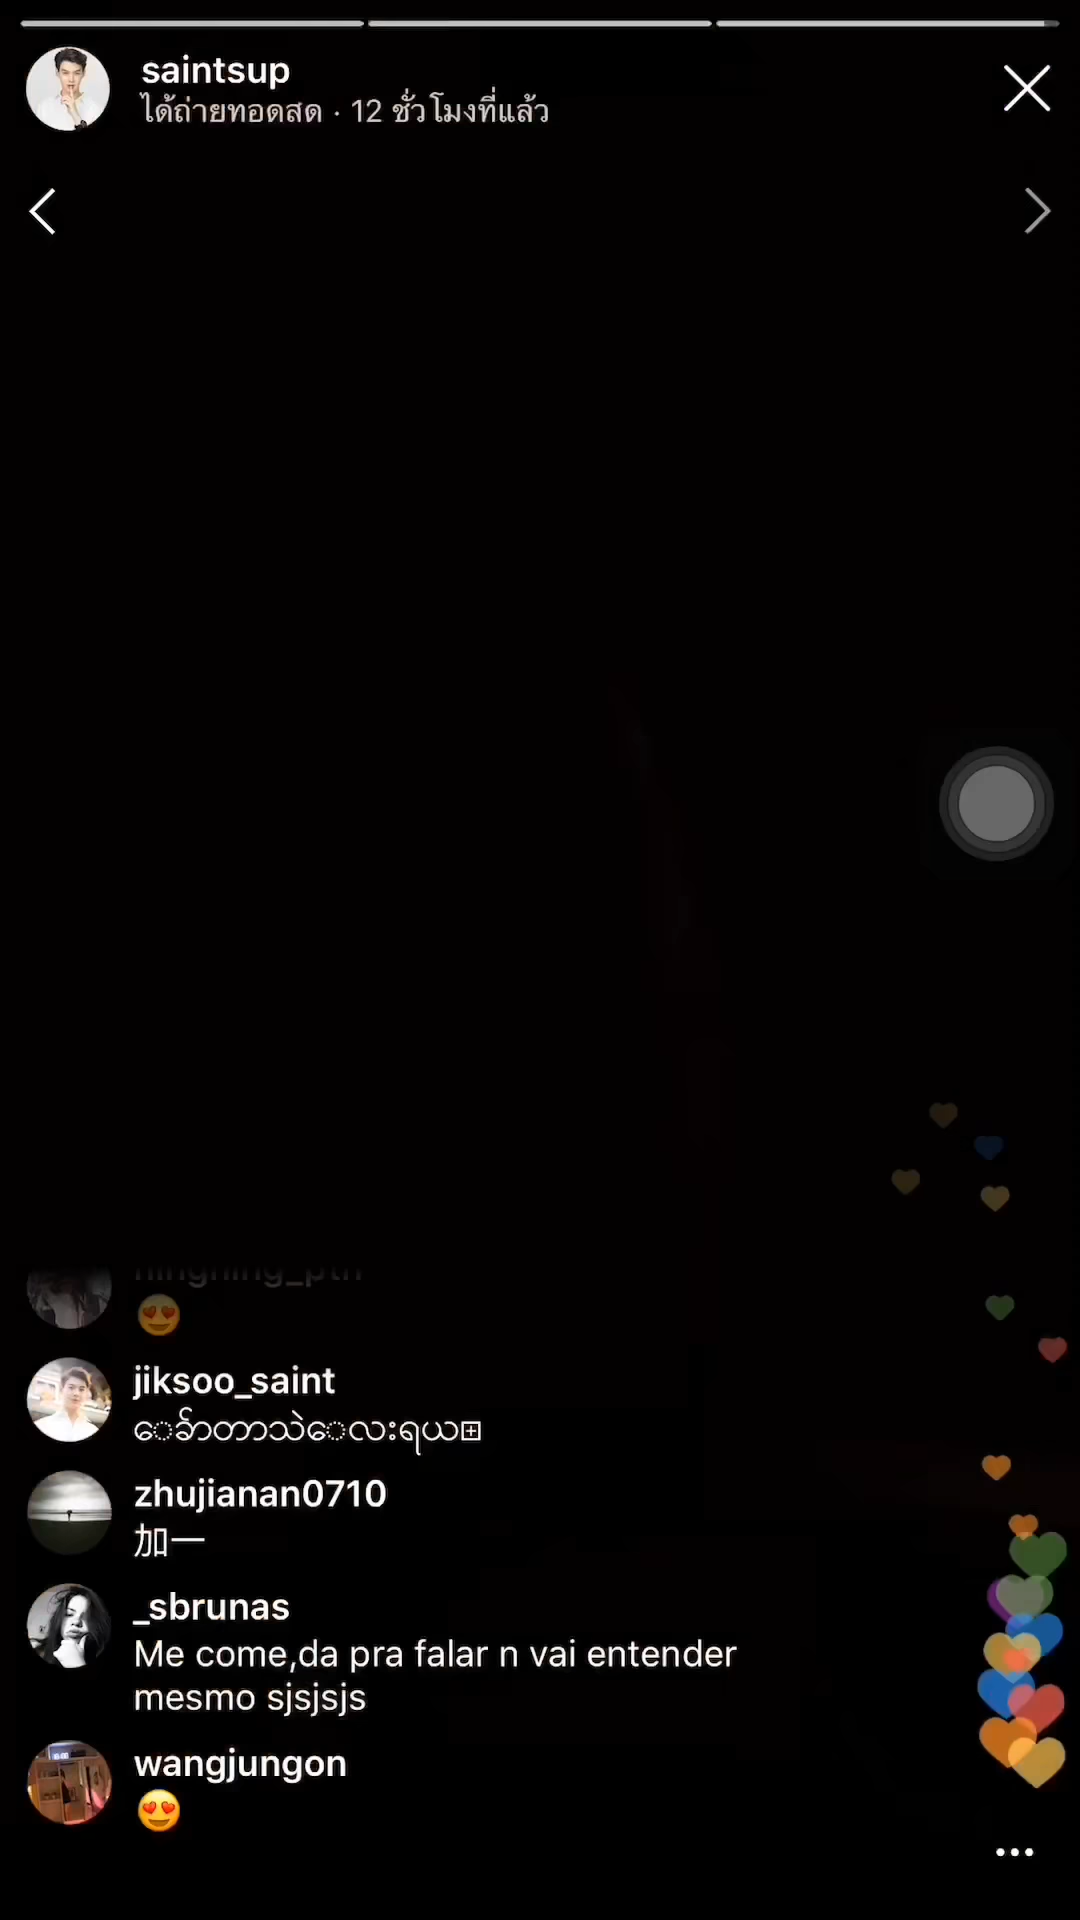 saintsup
ได้ถ่ายทอดสด · 12 ชั่วโมงที่แล้ว
😍
jiksoo_saint
ေခ်ာတာသဲေလးရယ
zhujianan0710
加一
_sbrunas
Me come,da pra falar n vai entender
mesmo sjsjsjs
wangjungon
😍